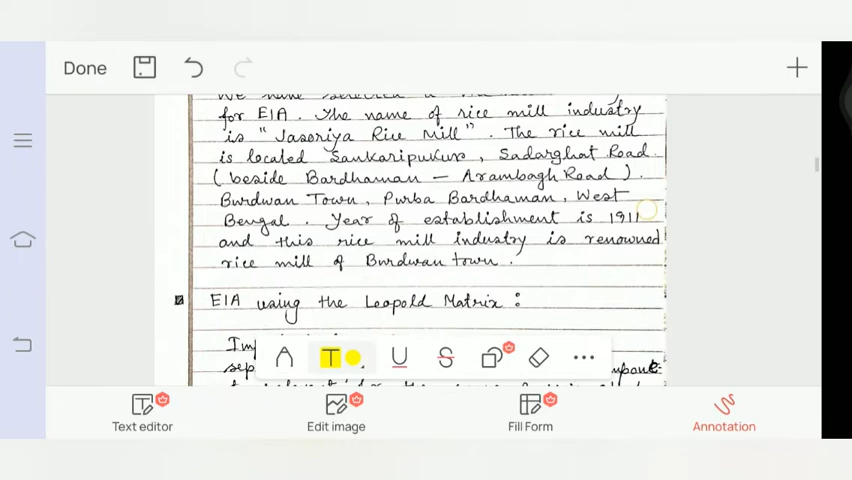 Done
for EIA. The name of rice mill industry
is "Jasoriya Rice Mill". The rice mill
is located Sankaripukur, Sadarghat Road.
(beside Bardhaman - Arambagh Road).
Burdwan Town, Purba Bardhaman, West
Bengal. Year of establishment is 1911
and this rice mill industry is renowned
rice mill of Burdwan town.
EIA using the Leopold Matrix:
Text editor
Edit image
Fill Form
Annotation